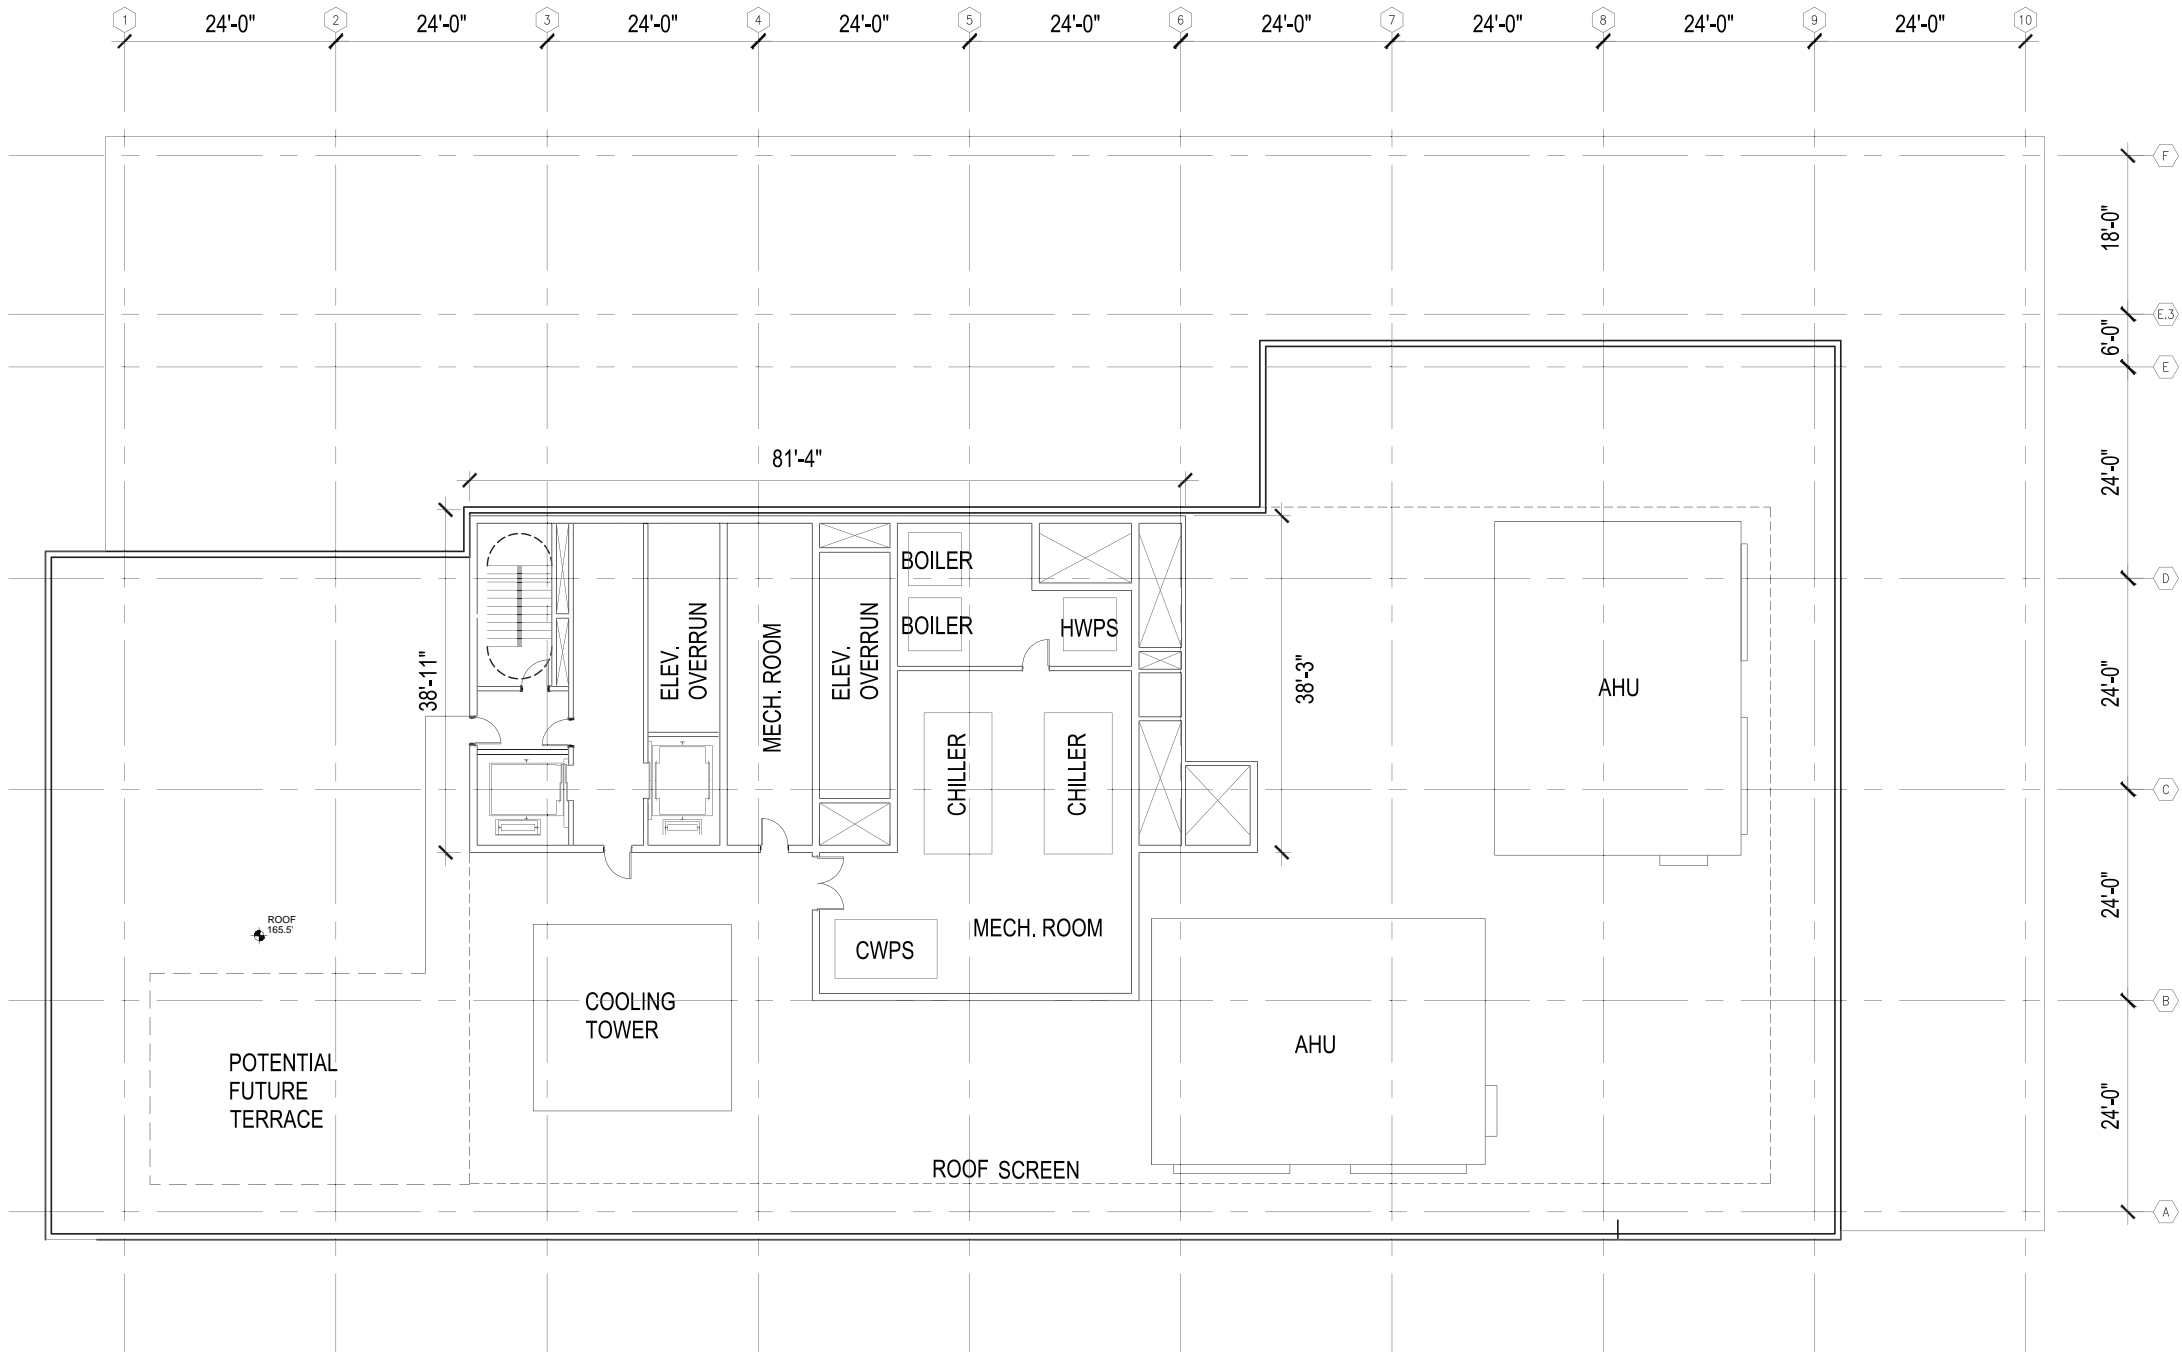 1 24'-0" 2 24'-0" 3 24'-0" 4 24'-0" 5 24'-0" 6 24'-0" 7 24'-0" 8 24'-0" 9 24'-0" 10
F
18'-0"
E.3
6'-0"
E
24'-0"
D
24'-0"
C
24'-0"
B
24'-0"
A
81'-4"
38'-11"
38'-3"
BOILER
BOILER
HWPS
ELEV.
OVERRUN
MECH. ROOM
ELEV.
OVERRUN
CHILLER
CHILLER
AHU
ROOF
165.5'
MECH. ROOM
CWPS
COOLING
TOWER
AHU
POTENTIAL
FUTURE
TERRACE
ROOF SCREEN